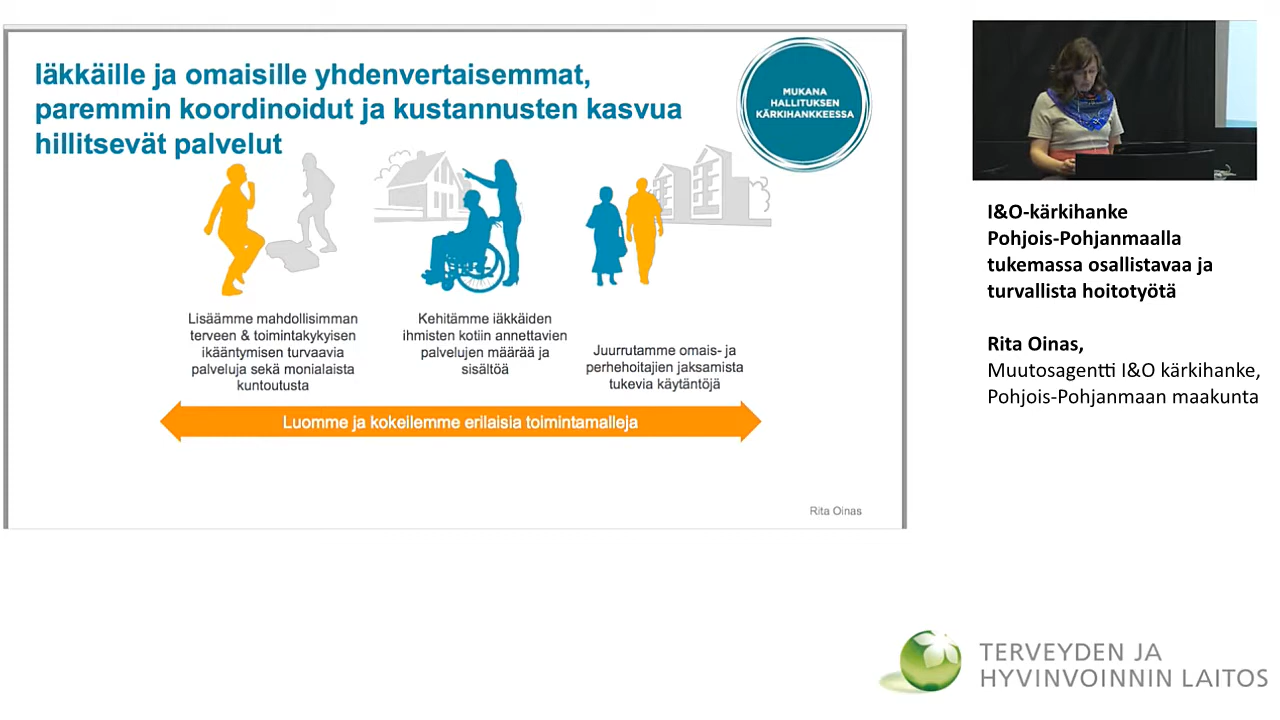 Iäkkäille ja omaisille yhdenvertaisemmat,
paremmin koordinoidut ja kustannusten kasvua
hillitsevät palvelut
MUKANA
HALLITUKSEN
KÄRKIHANKKEESSA
Lisäämme mahdollisimman
terveen & toimintakykyisen
ikääntymisen turvaavia
palveluja sekä monialaista
kuntoutusta
Kehitämme iäkkäiden
ihmisten kotiin annettavien
palvelujen määrää ja
sisältöä
Juurrutamme omais- ja
perhehoitajien jaksamista
tukevia käytäntöjä
Luomme ja kokeilemme erilaisia toimintamalleja
Rita Oinas
I&O-kärkihanke
Pohjois-Pohjanmaalla
tukemassa osallistavaa ja
turvallista hoitotyötä
Rita Oinas,
Muutosagentti I&O kärkihanke,
Pohjois-Pohjanmaan maakunta
TERVEYDEN JA
HYVINVOINNIN LAITOS